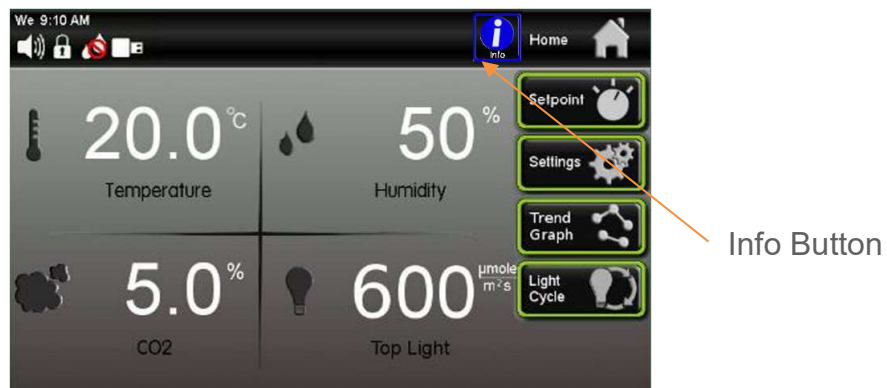 We 9:10 AM
Info
Home
20.0 °C
Temperature
50 %
Humidity
Setpoint
Settings
Trend
Graph
5.0 %
CO2
600 µmole
m²s
Top Light
Light
Cycle
Info Button